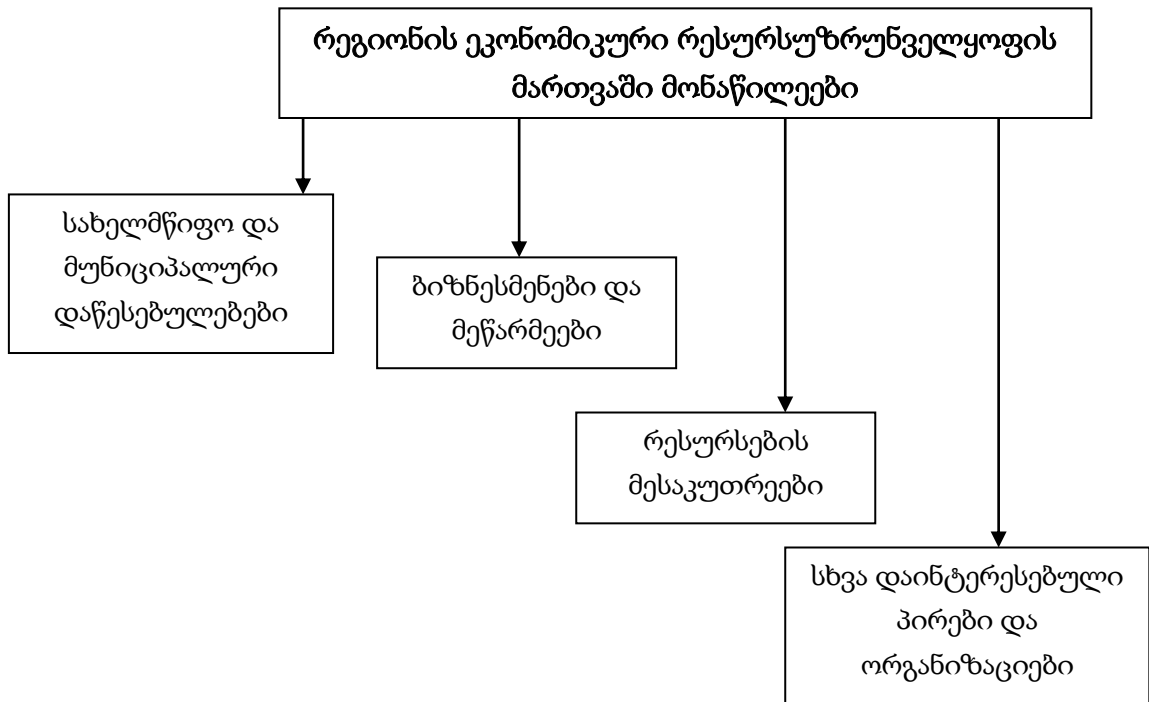 რეგიონის ეკონომიკური რესურსუზრუნველყოფის
მართვაში მონაწილეები
სახელმწიფო და
მუნიციპალური
დაწესებულებები
ბიზნესმენები და
მეწარმეები
რესურსების
მესაკუთრეები
სხვა დაინტერესებული
პირები და
ორგანიზაციები